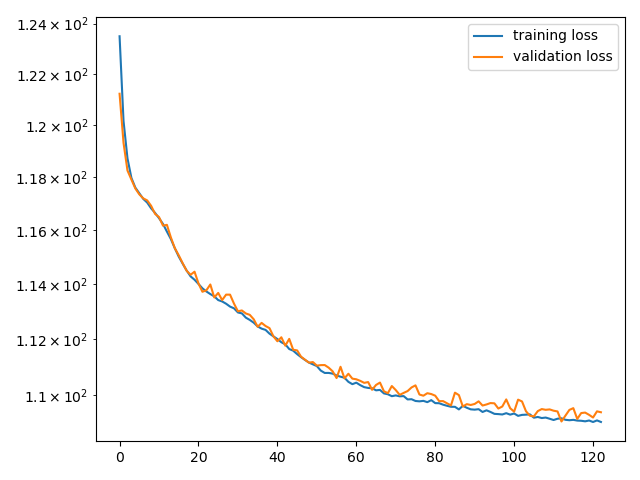 1.24 × 10²
training loss
validation loss
1.22 × 10²
1.2 × 10²
1.18 × 10²
1.16 × 10²
1.14 × 10²
1.12 × 10²
1.1 × 10²
0 20 40 60 80 100 120